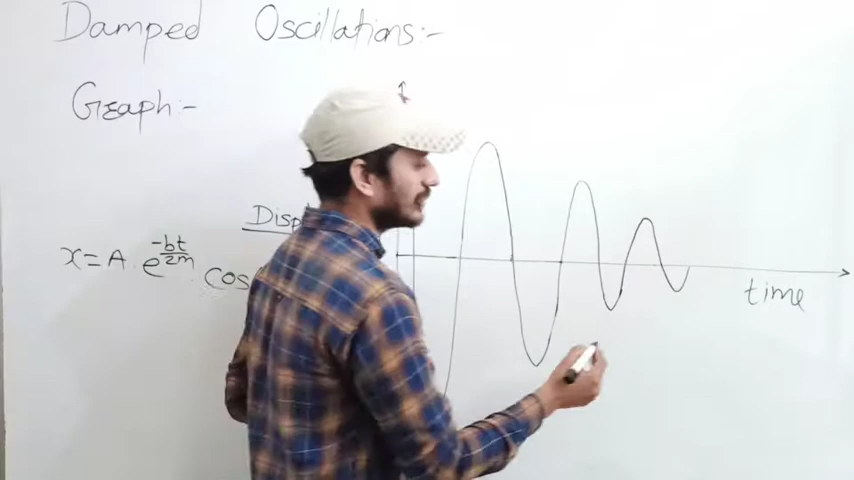 Damped Oscillations:-
Graph:-
Disp
x=A. e^{-bt/2m} cos
time